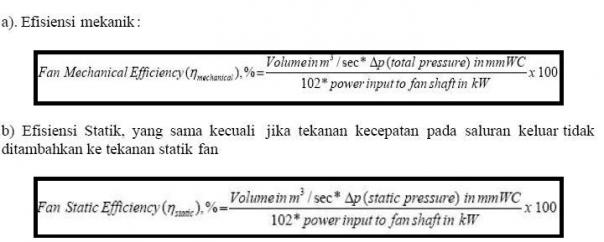 a). Efisiensi mekanik:
Fan Mechanical Efficiency (η mechanical), % = Volume in m³ / sec* Δp (total pressure) in mmWC
102* power input to fan shaft in kW
x 100
b) Efisiensi Statik, yang sama kecuali jika tekanan kecepatan pada saluran keluar tidak
ditambahkan ke tekanan statik fan
Fan Static Efficiency (η static), % = Volume in m³ / sec* Δp (static pressure) in mmWC
102* power input to fan shaft in kW
x 100